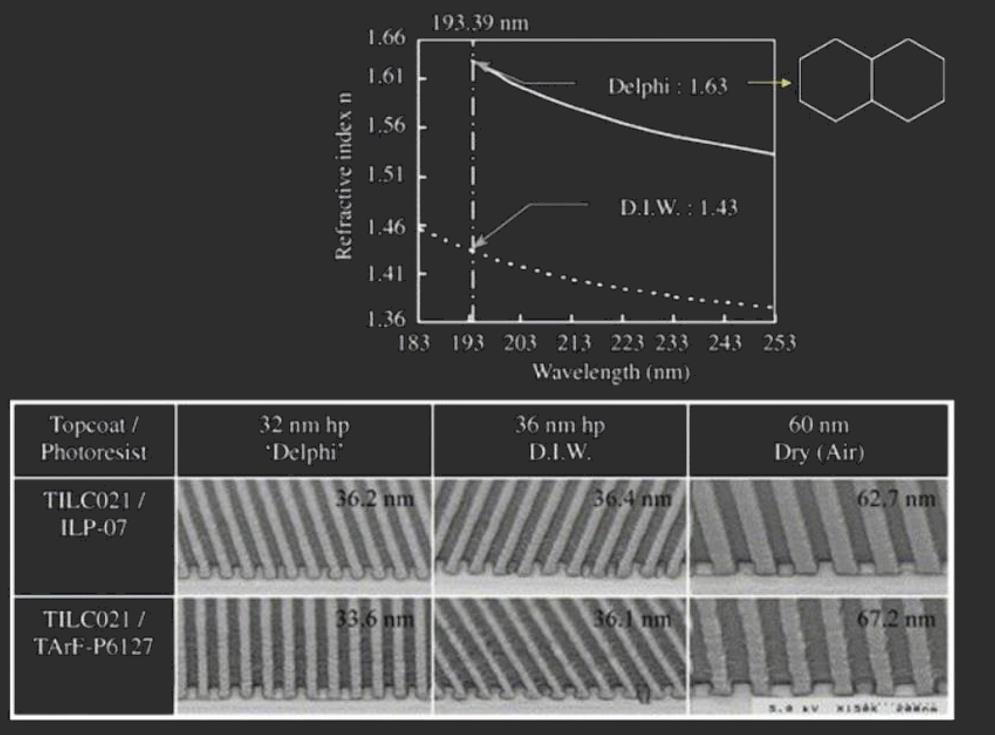 193.39 nm
1.66
1.61
1.56
1.51
1.46
1.41
1.36
Refractive index n
Delphi : 1.63
D.I.W. : 1.43
183 193 203 213 223 233 243 253
Wavelength (nm)
Topcoat / Photoresist
32 nm hp 'Delphi'
36 nm hp D.I.W.
60 nm Dry (Air)
TILC021 / ILP-07
36.2 nm
36.4 nm
62.7 nm
TILC021 / TArF-P6127
33.6 nm
36.1 nm
67.2 nm
5.0 kV X150K 200nm